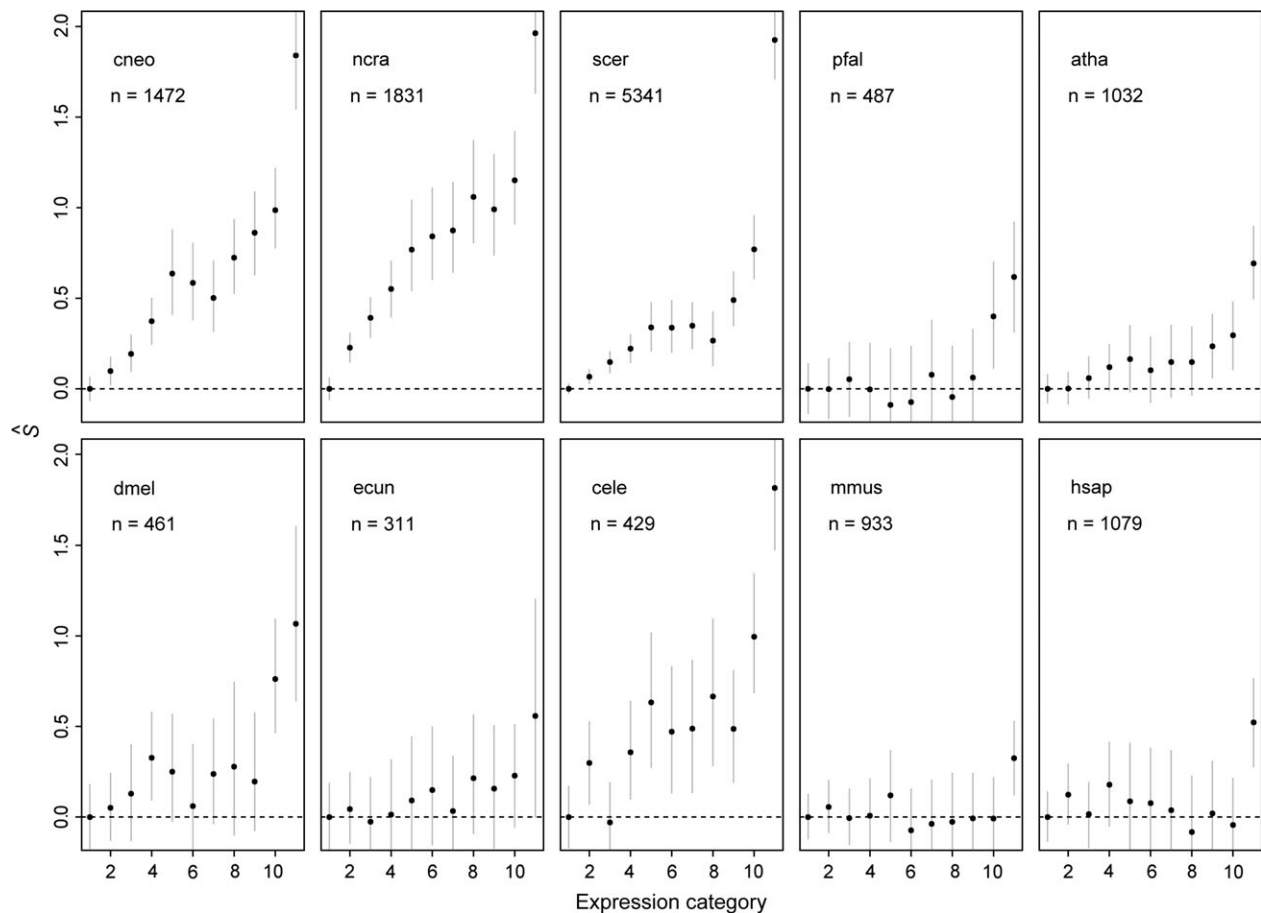 2.0
1.5
1.0
0.5
0.0
cneo
n = 1472
ncra
n = 1831
scer
n = 5341
pfal
n = 487
atha
n = 1032
Ŝ
2.0
1.5
1.0
0.5
0.0
dmel
n = 461
ecun
n = 311
cele
n = 429
mmus
n = 933
hsap
n = 1079
2 4 6 8 10
2 4 6 8 10
2 4 6 8 10
2 4 6 8 10
2 4 6 8 10
Expression category